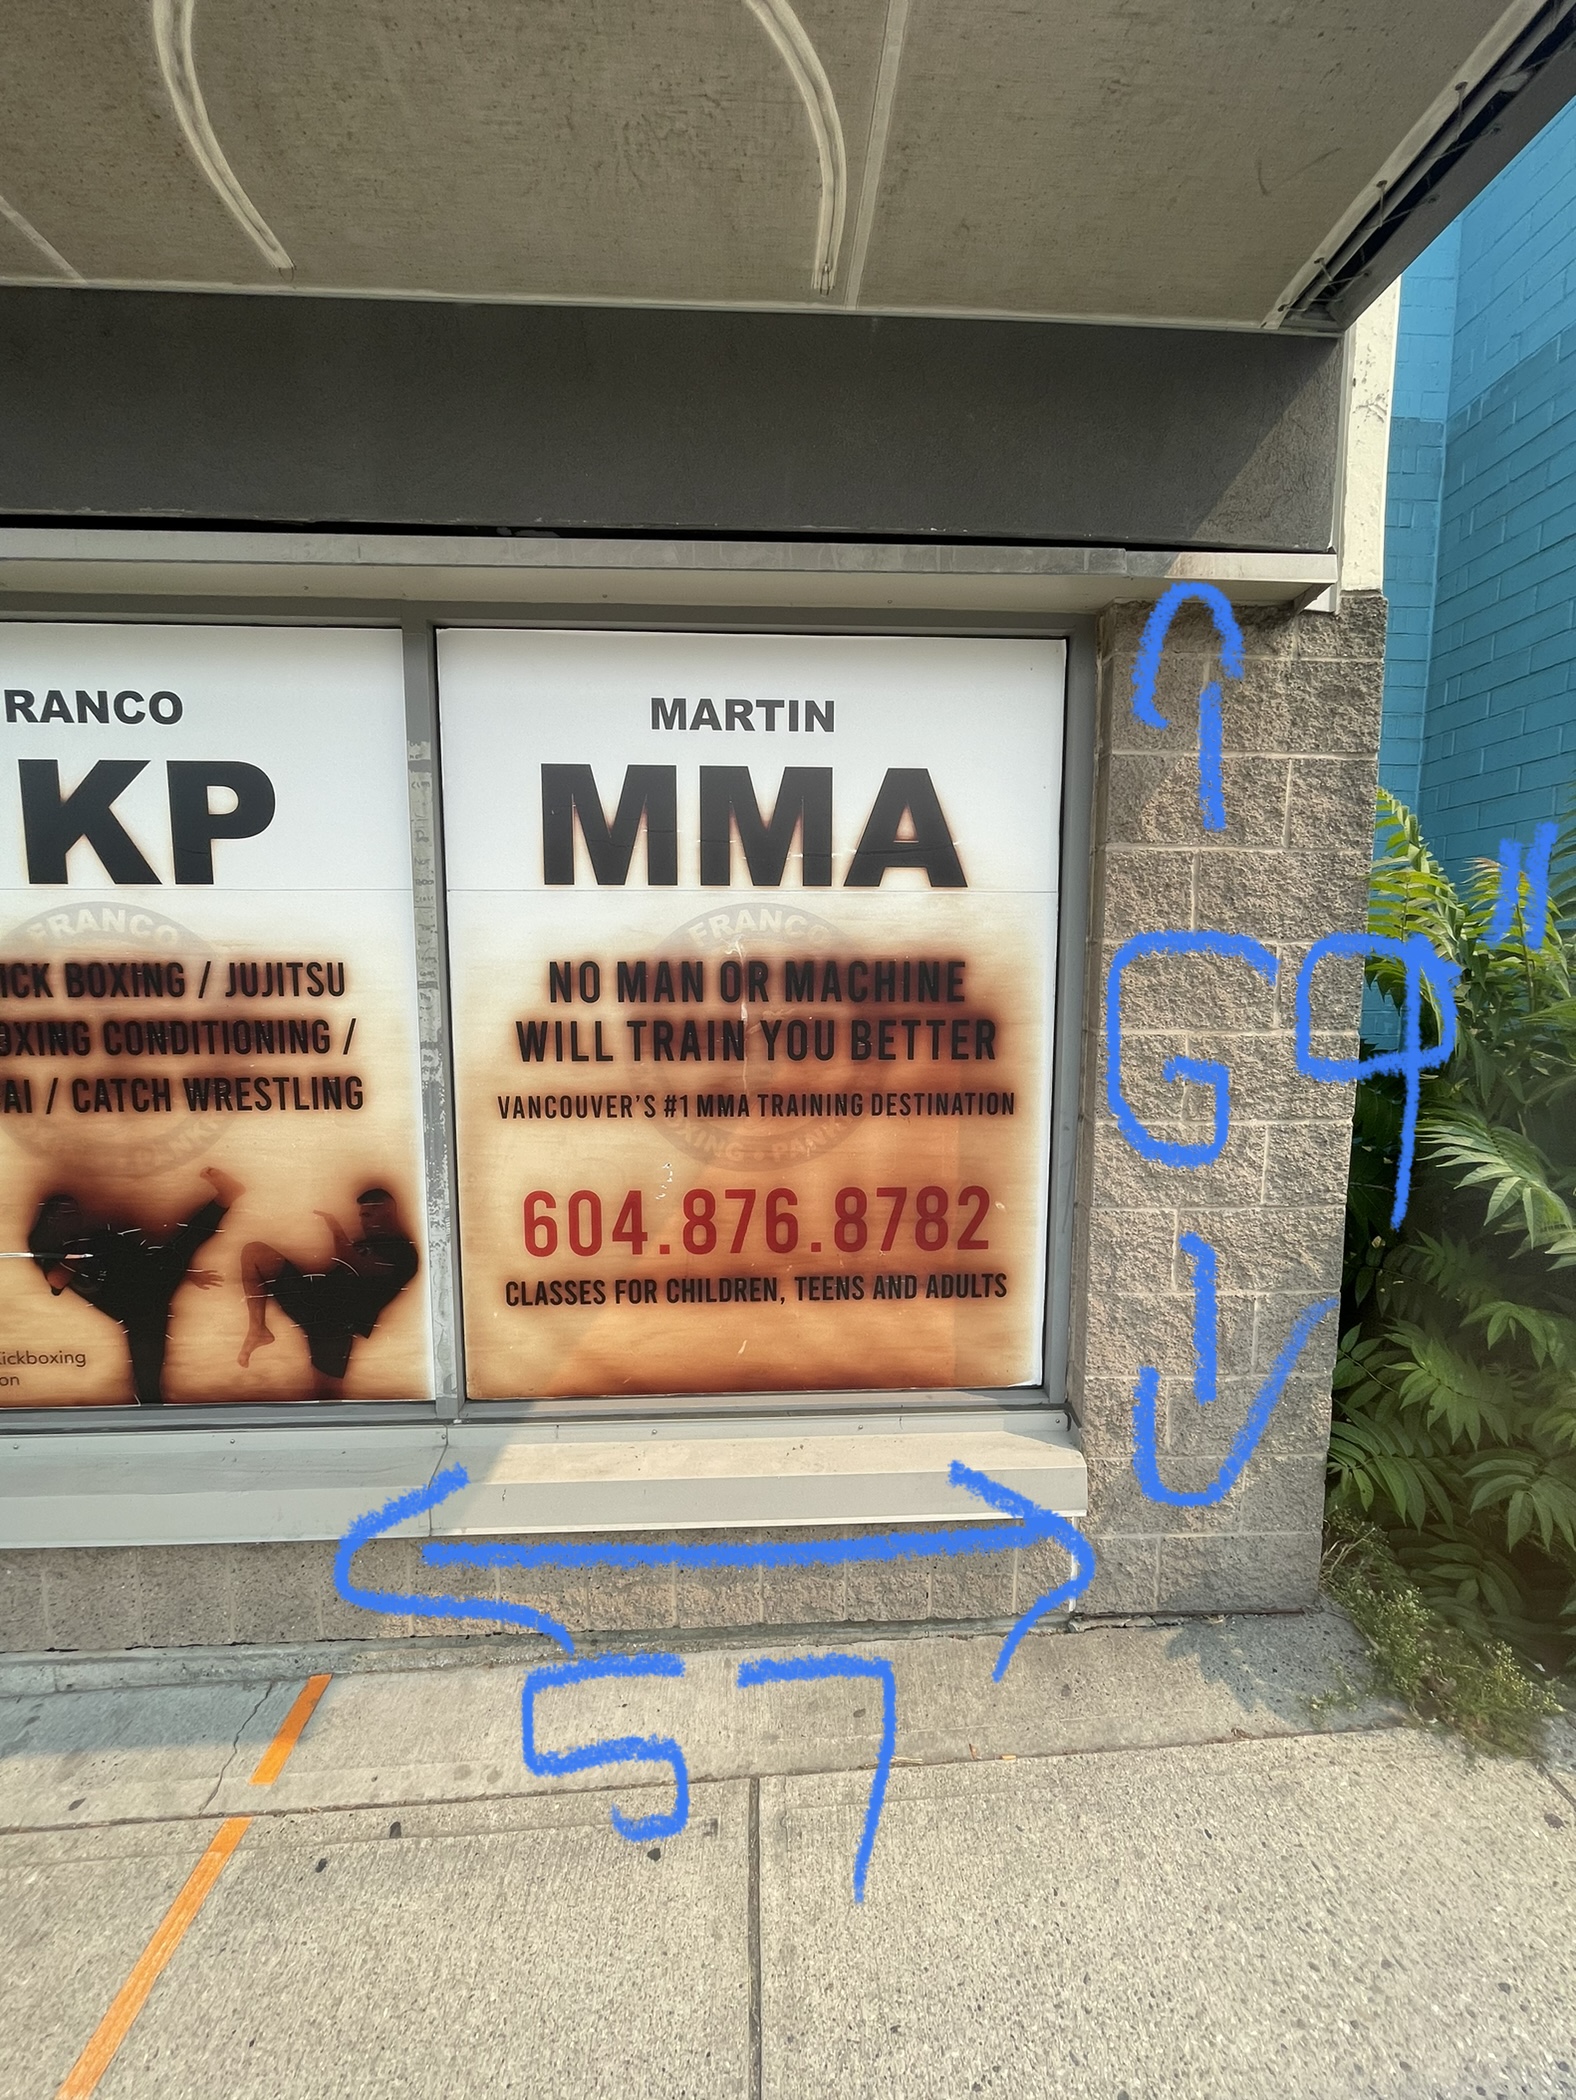 RANCO
KP
ICK BOXING / JUJITSU
OXING CONDITIONING /
AI / CATCH WRESTLING
ickboxing
on
MARTIN
MMA
FRANCO
NO MAN OR MACHINE
WILL TRAIN YOU BETTER
VANCOUVER'S #1 MMA TRAINING DESTINATION
604.876.8782
CLASSES FOR CHILDREN, TEENS AND ADULTS
69"
57
FRANCO